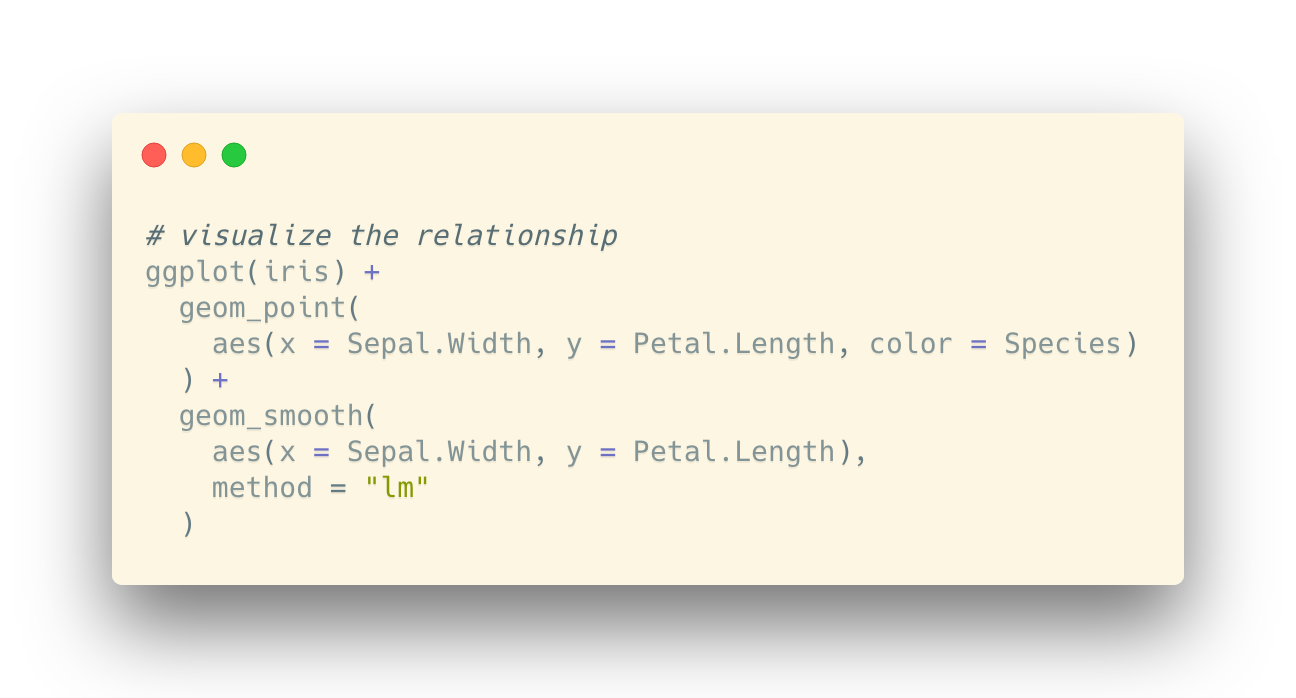 # visualize the relationship
ggplot(iris) +
  geom_point(
    aes(x = Sepal.Width, y = Petal.Length, color = Species)
  ) +
  geom_smooth(
    aes(x = Sepal.Width, y = Petal.Length),
    method = "lm"
  )